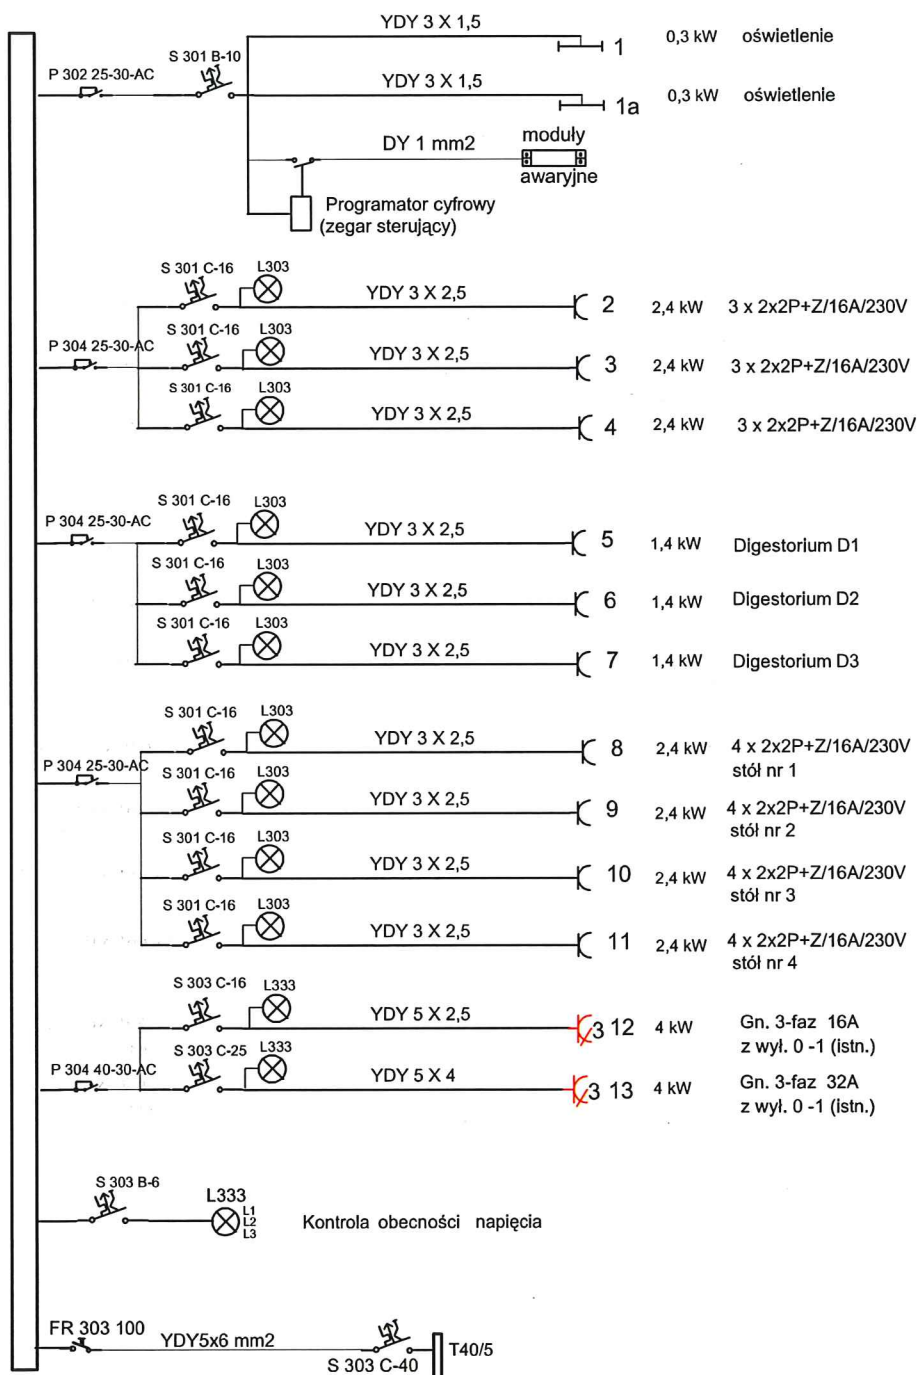 YDY 3 X 1,5
1 0,3 kW oświetlenie
S 301 B-10
P 302 25-30-AC
YDY 3 X 1,5
1a 0,3 kW oświetlenie
DY 1 mm2
moduły
awaryjne
Programator cyfrowy
(zegar sterujący)
S 301 C-16 L303
YDY 3 X 2,5
2 2,4 kW 3 x 2x2P+Z/16A/230V
S 301 C-16 L303
P 304 25-30-AC
YDY 3 X 2,5
3 2,4 kW 3 x 2x2P+Z/16A/230V
S 301 C-16 L303
YDY 3 X 2,5
4 2,4 kW 3 x 2x2P+Z/16A/230V
S 301 C-16 L303
P 304 25-30-AC
YDY 3 X 2,5
5 1,4 kW Digestorium D1
S 301 C-16 L303
YDY 3 X 2,5
6 1,4 kW Digestorium D2
S 301 C-16 L303
YDY 3 X 2,5
7 1,4 kW Digestorium D3
S 301 C-16 L303
YDY 3 X 2,5
8 2,4 kW 4 x 2x2P+Z/16A/230V
stół nr 1
P 304 25-30-AC
S 301 C-16 L303
YDY 3 X 2,5
9 2,4 kW 4 x 2x2P+Z/16A/230V
stół nr 2
S 301 C-16 L303
YDY 3 X 2,5
10 2,4 kW 4 x 2x2P+Z/16A/230V
stół nr 3
S 301 C-16 L303
YDY 3 X 2,5
11 2,4 kW 4 x 2x2P+Z/16A/230V
stół nr 4
S 303 C-16 L333
YDY 5 X 2,5
3 12 4 kW Gn. 3-faz 16A
z wył. 0 -1 (istn.)
S 303 C-25 L333
P 304 40-30-AC
YDY 5 X 4
3 13 4 kW Gn. 3-faz 32A
z wył. 0 -1 (istn.)
S 303 B-6
L333
L1
L2
L3
Kontrola obecności napięcia
FR 303 100
YDY5x6 mm2
T40/5
S 303 C-40